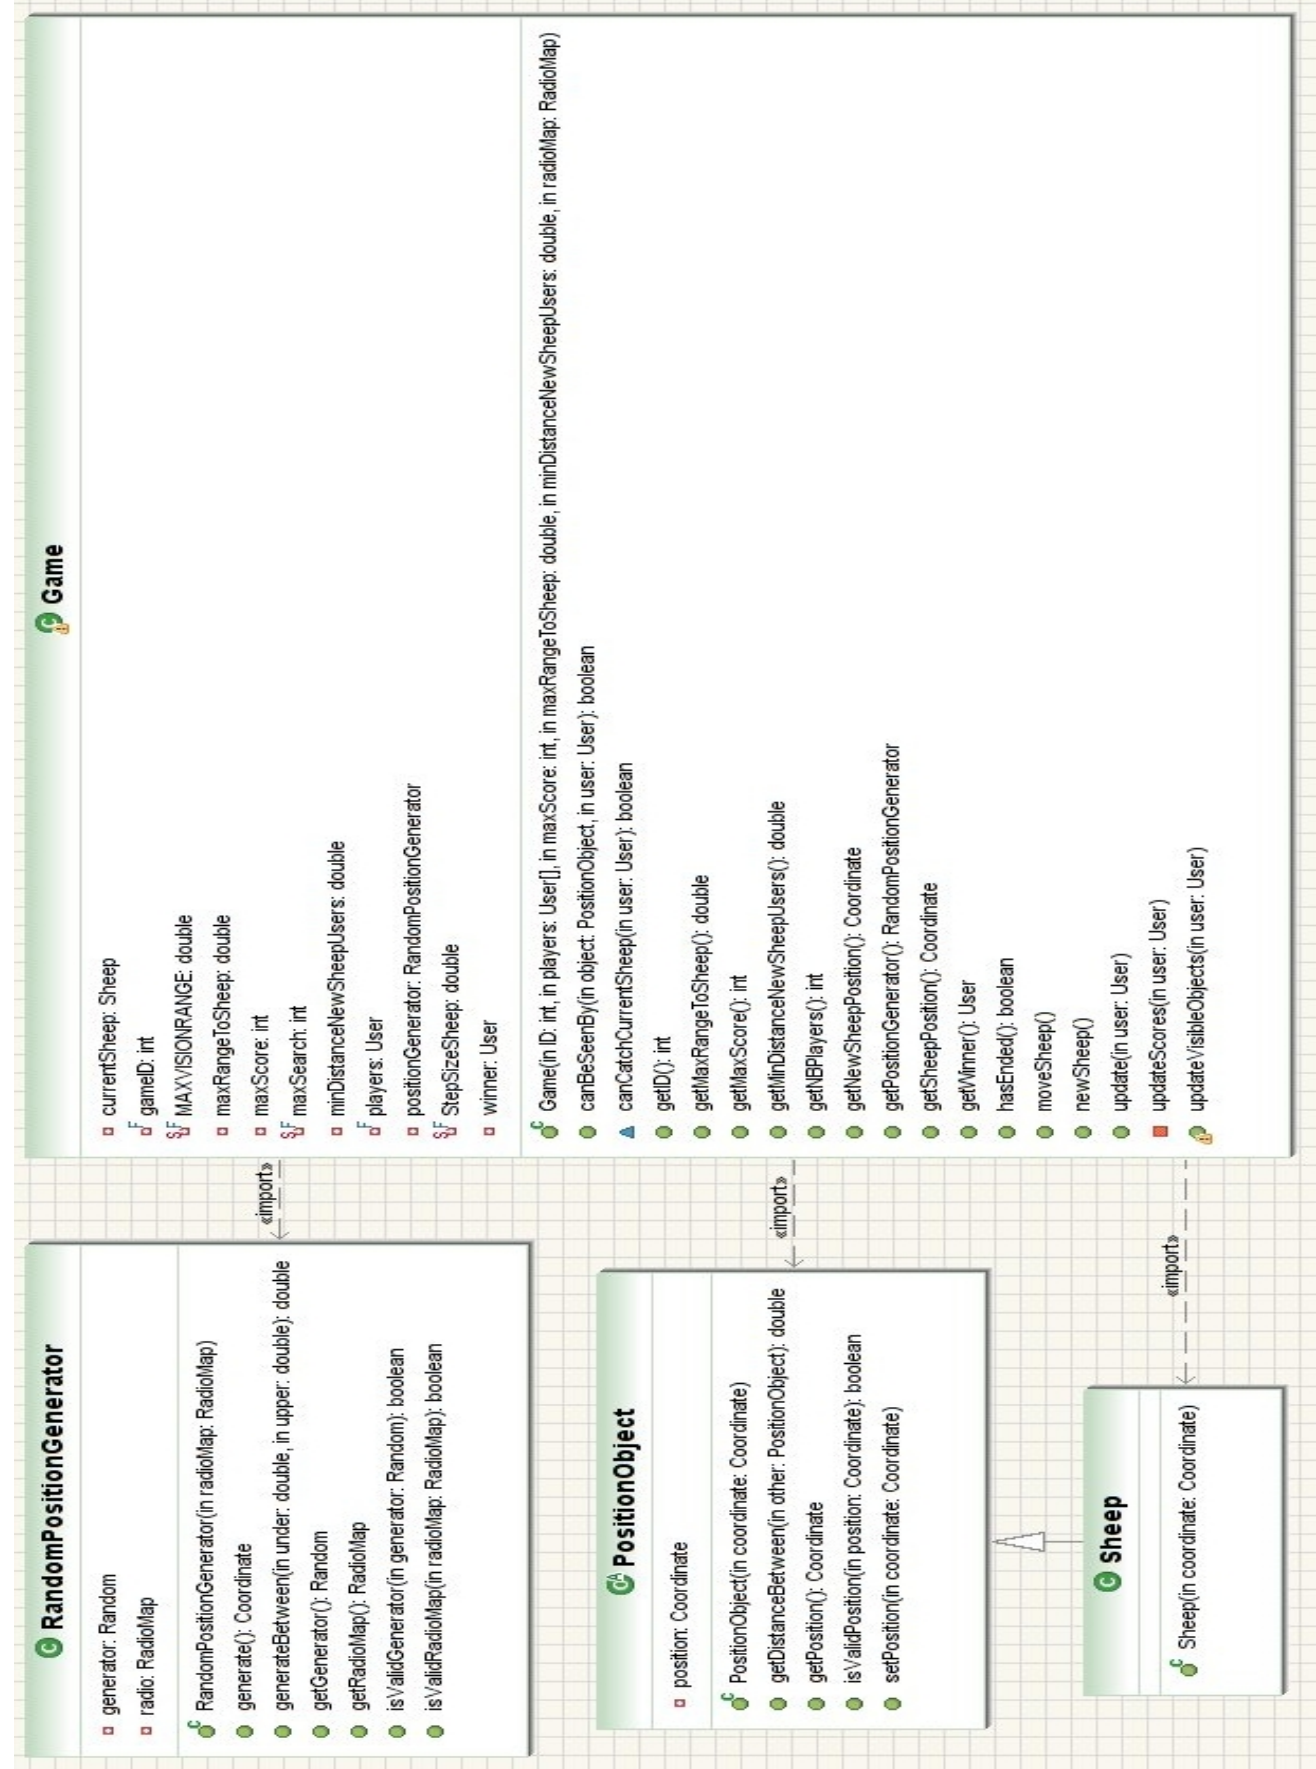 RandomPositionGenerator
generator: Random
radio: RadioMap
RandomPositionGenerator(in radioMap: RadioMap)
generate(): Coordinate
generateBetween(in under: double, in upper: double): double
getGenerator(): Random
getRadioMap(): RadioMap
isValidGenerator(in generator: Random): boolean
isValidRadioMap(in radioMap: RadioMap): boolean
«import»
PositionObject
position: Coordinate
PositionObject(in coordinate: Coordinate)
getDistanceBetween(in other: PositionObject): double
getPosition(): Coordinate
isValidPosition(in position: Coordinate): boolean
setPosition(in coordinate: Coordinate)
«import»
Sheep
Sheep(in coordinate: Coordinate)
«import»
Game
currentSheep: Sheep
gameID: int
MAXVISIONRANGE: double
maxRangeToSheep: double
maxScore: int
maxSearch: int
minDistanceNewSheepUsers: double
players: User
positionGenerator: RandomPositionGenerator
StepSizeSheep: double
winner: User
Game(in ID: int, in players: User[], in maxScore: int, in maxRangeToSheep: double, in minDistanceNewSheepUsers: double, in radioMap: RadioMap)
canBeSeenBy(in object: PositionObject, in user: User): boolean
canCatchCurrentSheep(in user: User): boolean
getID(): int
getMaxRangeToSheep(): double
getMaxScore(): int
getMinDistanceNewSheepUsers(): double
getNBPlayers(): int
getNewSheepPosition(): Coordinate
getPositionGenerator(): RandomPositionGenerator
getSheepPosition(): Coordinate
getWinner(): User
hasEnded(): boolean
moveSheep()
newSheep()
update(in user: User)
updateScores(in user: User)
updateVisibleObjects(in user: User)